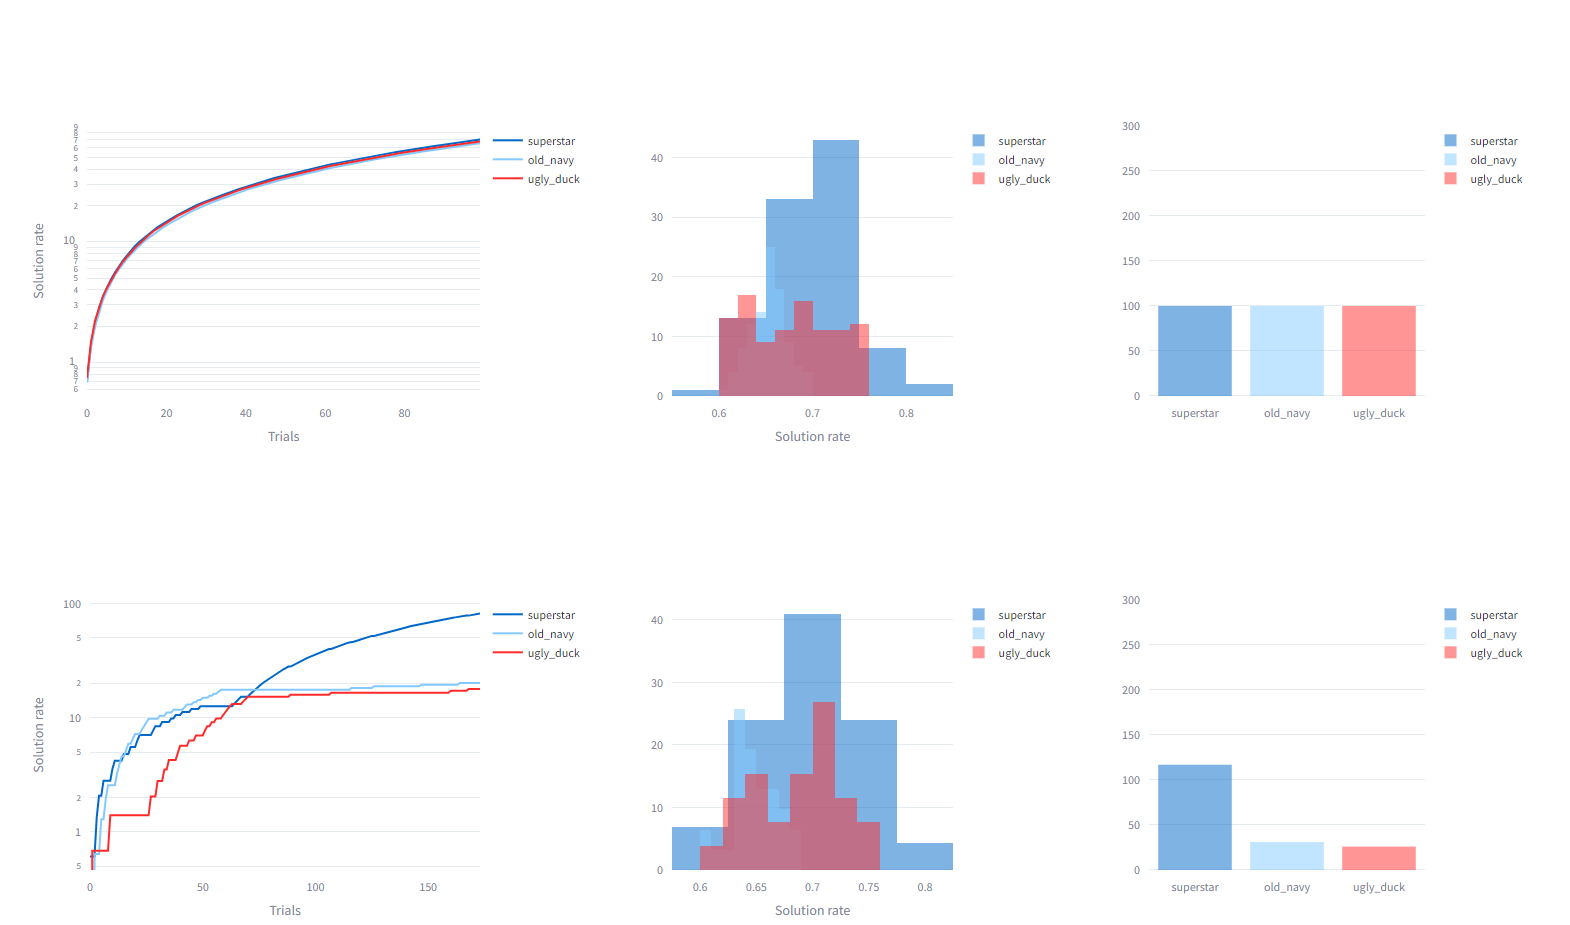 9
8
7
6
5
4
3
2
10
9
8
7
6
5
4
3
2
1
9
8
7
6
Solution rate
0 20 40 60 80
Trials
superstar
old_navy
ugly_duck
40
30
20
10
0
0.6 0.7 0.8
Solution rate
superstar
old_navy
ugly_duck
300
250
200
150
100
50
0
superstar old_navy ugly_duck
superstar
old_navy
ugly_duck
100
5
2
10
5
2
1
5
Solution rate
0 50 100 150
Trials
superstar
old_navy
ugly_duck
40
30
20
10
0
0.6 0.65 0.7 0.75 0.8
Solution rate
superstar
old_navy
ugly_duck
300
250
200
150
100
50
0
superstar old_navy ugly_duck
superstar
old_navy
ugly_duck